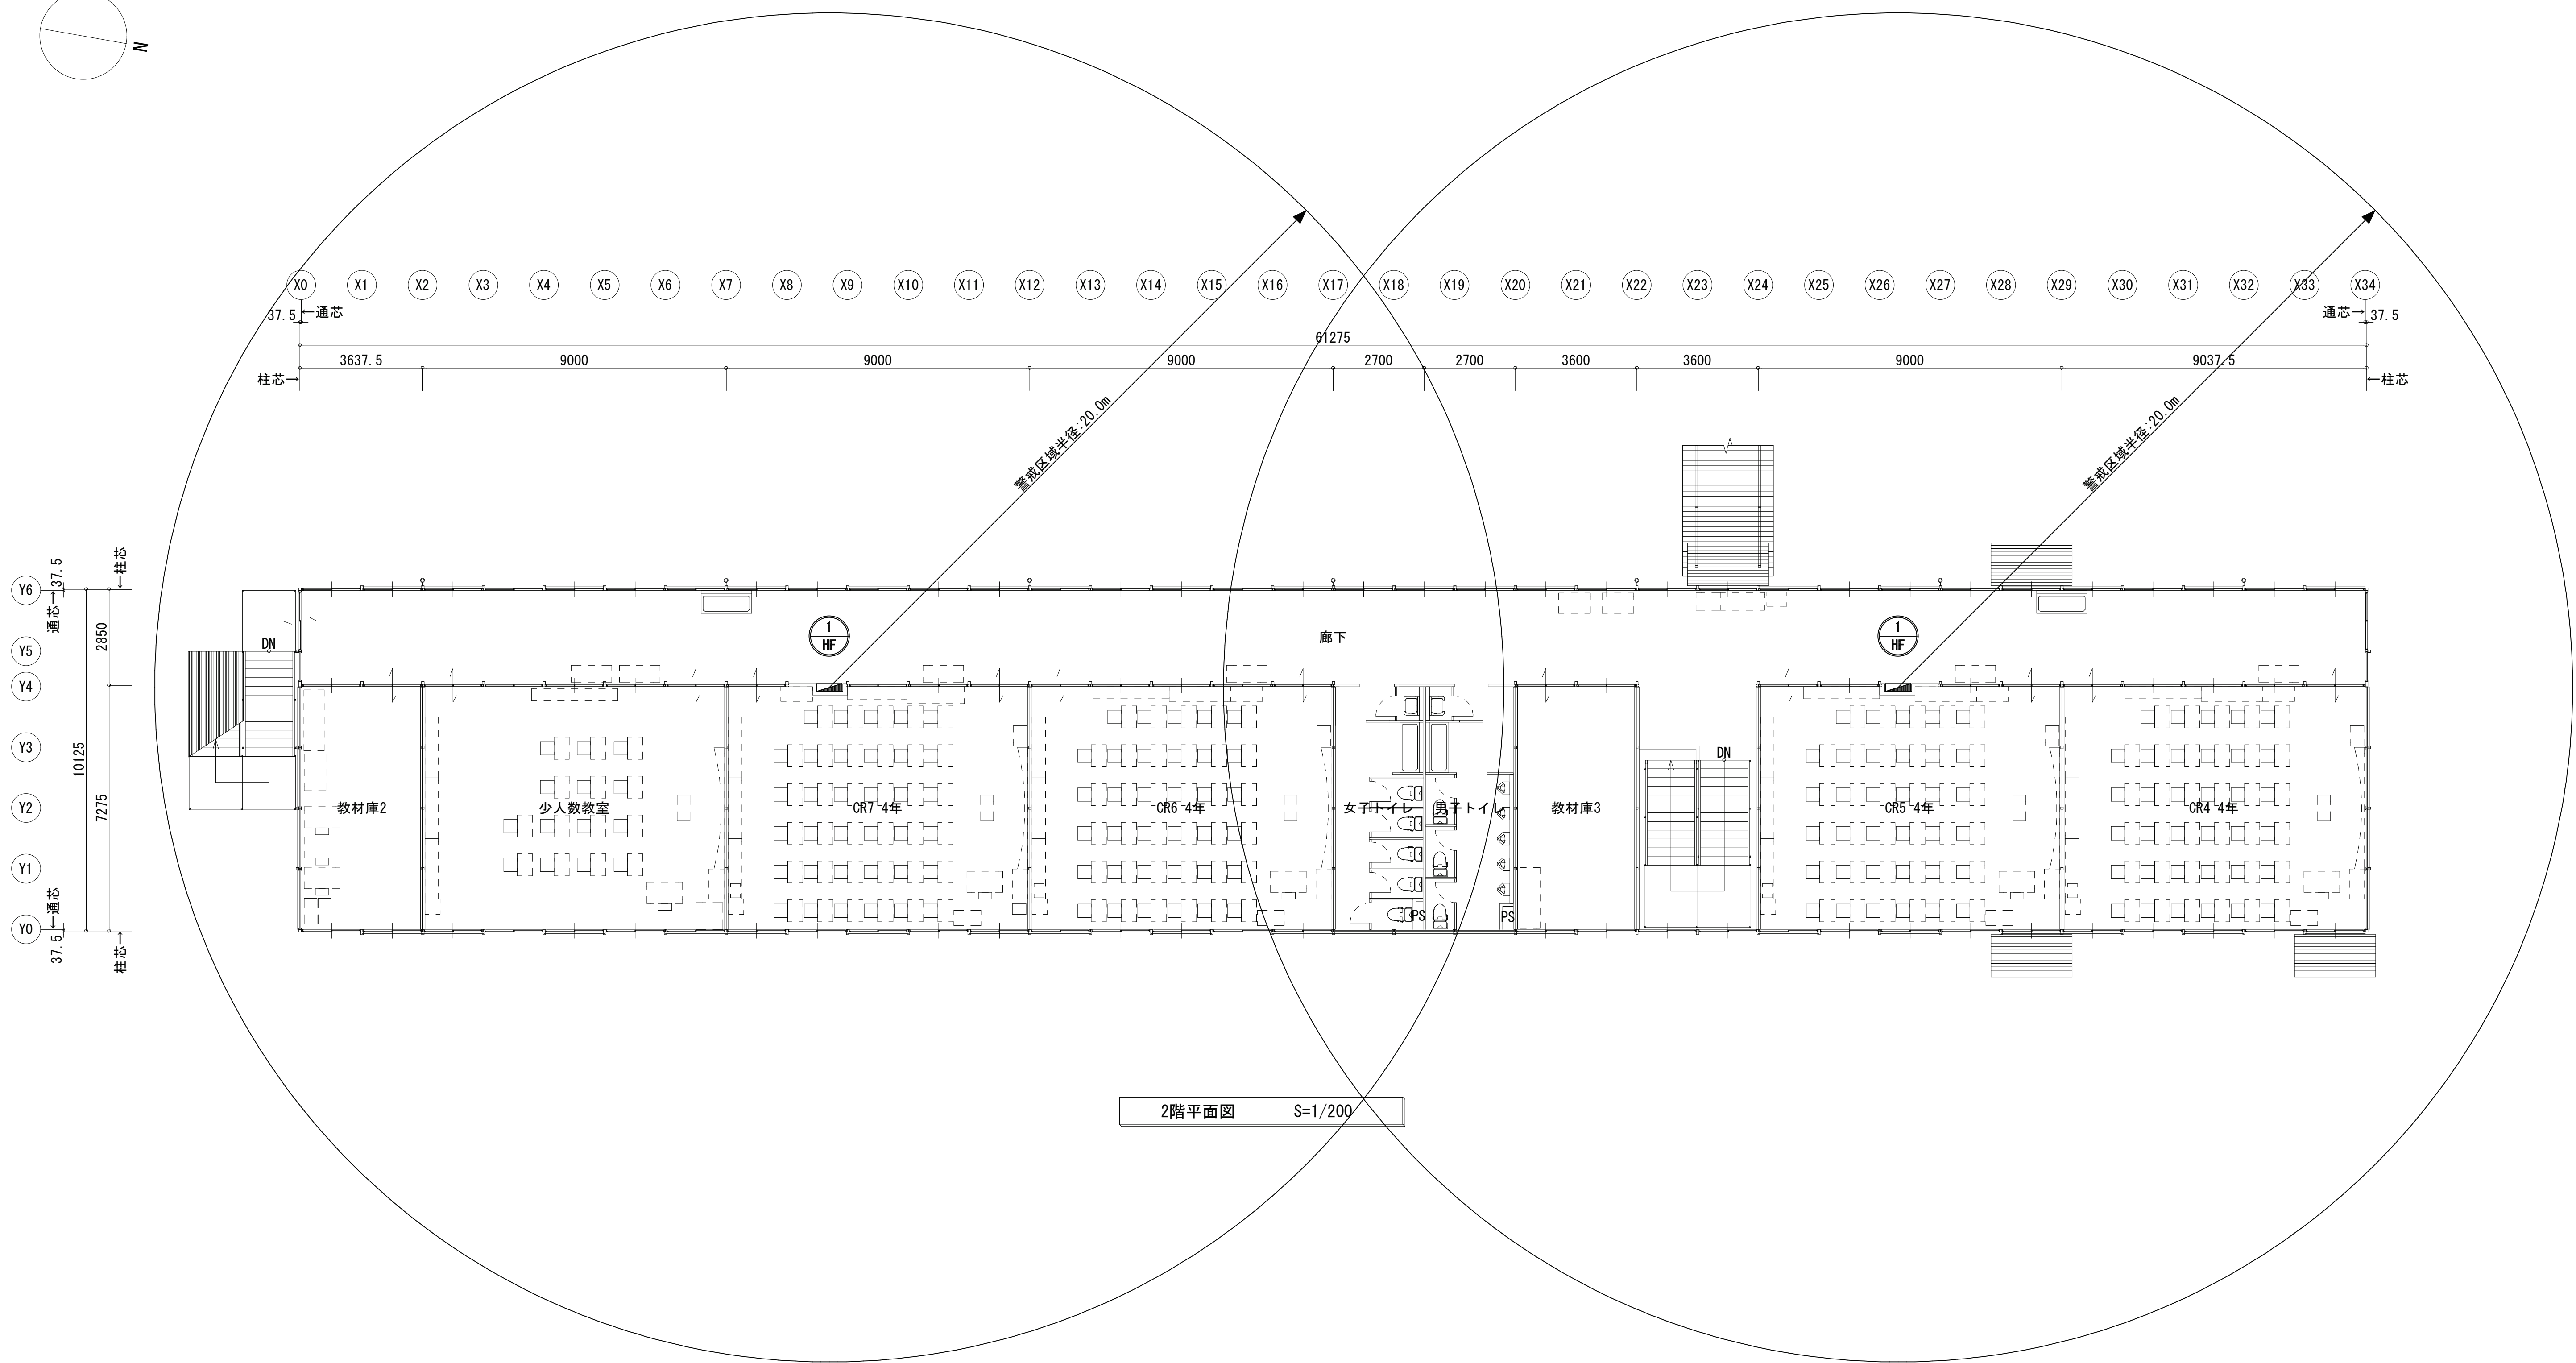 N
X0 X1 X2 X3 X4 X5 X6 X7 X8 X9 X10 X11 X12 X13 X14 X15 X16 X17 X18 X19 X20 X21 X22 X23 X24 X25 X26 X27 X28 X29 X30 X31 X32 X33 X34
←通芯
通芯→
37.5
37.5
61275
3637.5 9000 9000 9000 2700 2700 3600 3600 9000 9037.5
柱芯→
←柱芯
警戒区域半径:20.0m
警戒区域半径:20.0m
Y6
Y5
Y4
Y3
Y2
Y1
Y0
37.5
←柱芯
通芯→
2850
10125
7275
←通芯
37.5
柱芯→
DN
1
HF
廊下
1
HF
DN
教材庫2
少人数教室
CR7 4年
CR6 4年
女子トイレ
男子トイレ
教材庫3
CR5 4年
CR4 4年
PS
PS
2階平面図 S=1/200